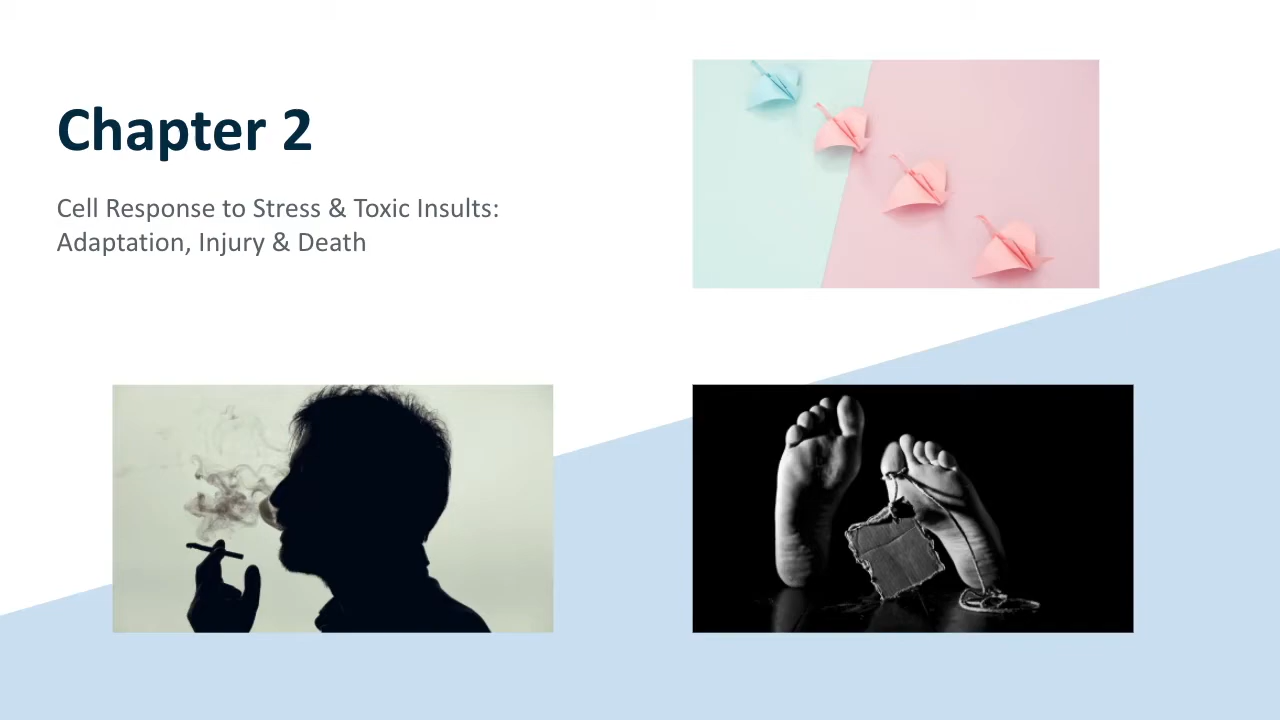 Chapter 2
Cell Response to Stress & Toxic Insults:
Adaptation, Injury & Death